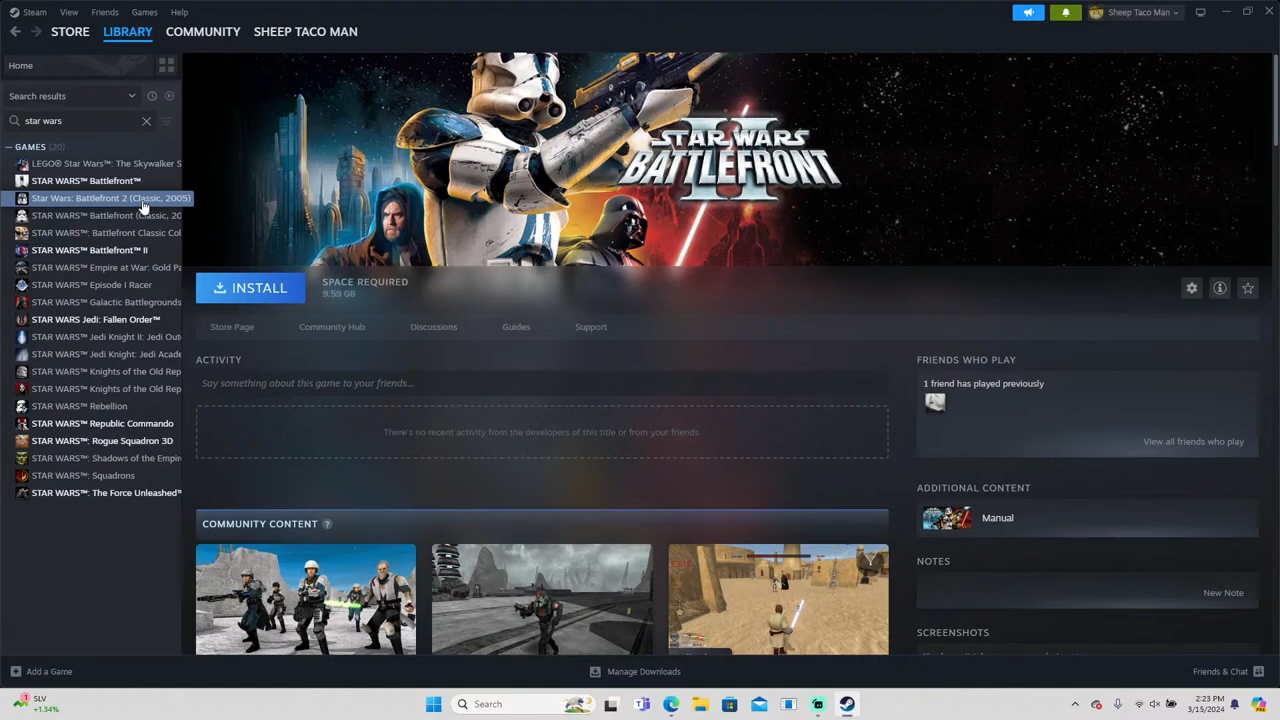 Steam View Friends Games Help
Sheep Taco Man
STORE LIBRARY COMMUNITY SHEEP TACO MAN
Home
Search results
star wars
GAMES (20)
LEGO® Star Wars™: The Skywalker S
STAR WARS™ Battlefront™
Star Wars: Battlefront 2 (Classic, 2005)
STAR WARS™ Battlefront (Classic, 20
STAR WARS™: Battlefront Classic Col
STAR WARS™ Battlefront™ II
STAR WARS™ Empire at War: Gold Pa
STAR WARS™ Episode I Racer
STAR WARS™ Galactic Battlegrounds
STAR WARS Jedi: Fallen Order™
STAR WARS™ Jedi Knight II: Jedi Out
STAR WARS™ Jedi Knight: Jedi Acade
STAR WARS™ Knights of the Old Rep
STAR WARS™ Knights of the Old Rep
STAR WARS™ Rebellion
STAR WARS™ Republic Commando
STAR WARS™: Rogue Squadron 3D
STAR WARS™: Shadows of the Empir
STAR WARS™: Squadrons
STAR WARS™: The Force Unleashed™
II
STAR WARS
BATTLEFRONT
INSTALL
SPACE REQUIRED
9.59 GB
Store Page Community Hub Discussions Guides Support
ACTIVITY
Say something about this game to your friends...
There's no recent activity from the developers of this title or from your friends.
COMMUNITY CONTENT ?
FRIENDS WHO PLAY
1 friend has played previously
View all friends who play
ADDITIONAL CONTENT
Manual
NOTES
New Note
SCREENSHOTS
Add a Game
Manage Downloads
Friends & Chat
SLV
+1.34%
Search
2:23 PM
3/15/2024